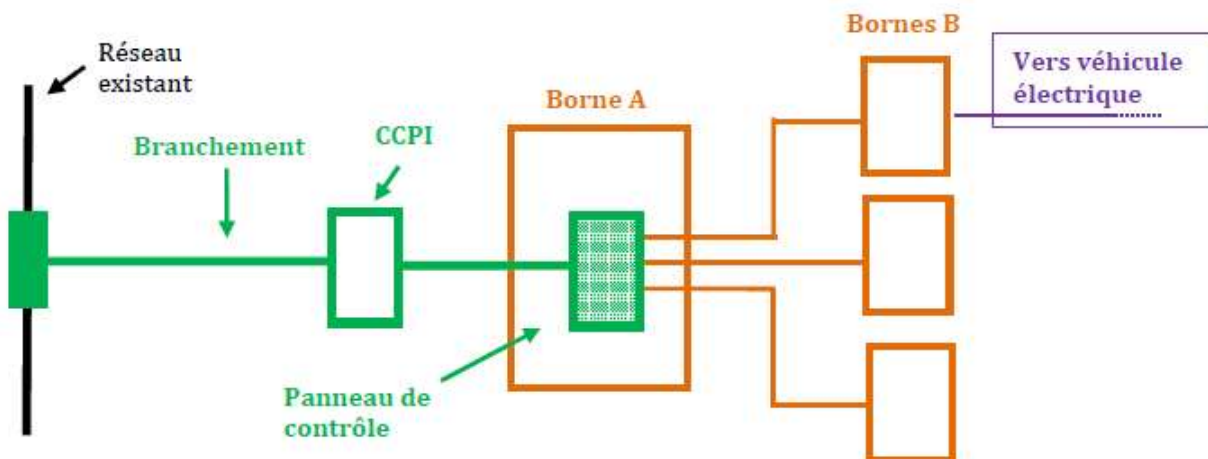 Réseau
existant
Branchement
CCPI
Borne A
Bornes B
Vers véhicule
électrique
Panneau de
contrôle